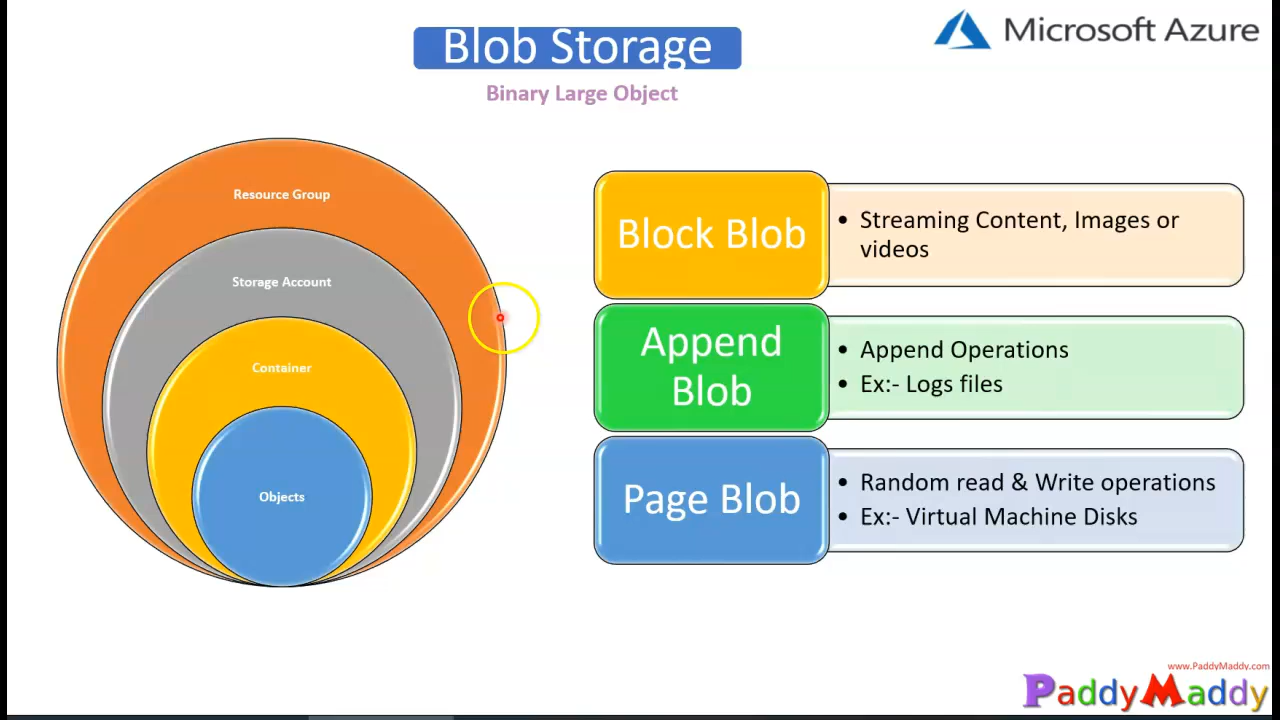 Blob Storage
Microsoft Azure
Binary Large Object
Resource Group
Storage Account
Container
Objects
Block Blob
• Streaming Content, Images or
videos
Append
Blob
• Append Operations
• Ex:- Logs files
Page Blob
• Random read & Write operations
• Ex:- Virtual Machine Disks
www.PaddyMaddy.com
PaddyMaddy